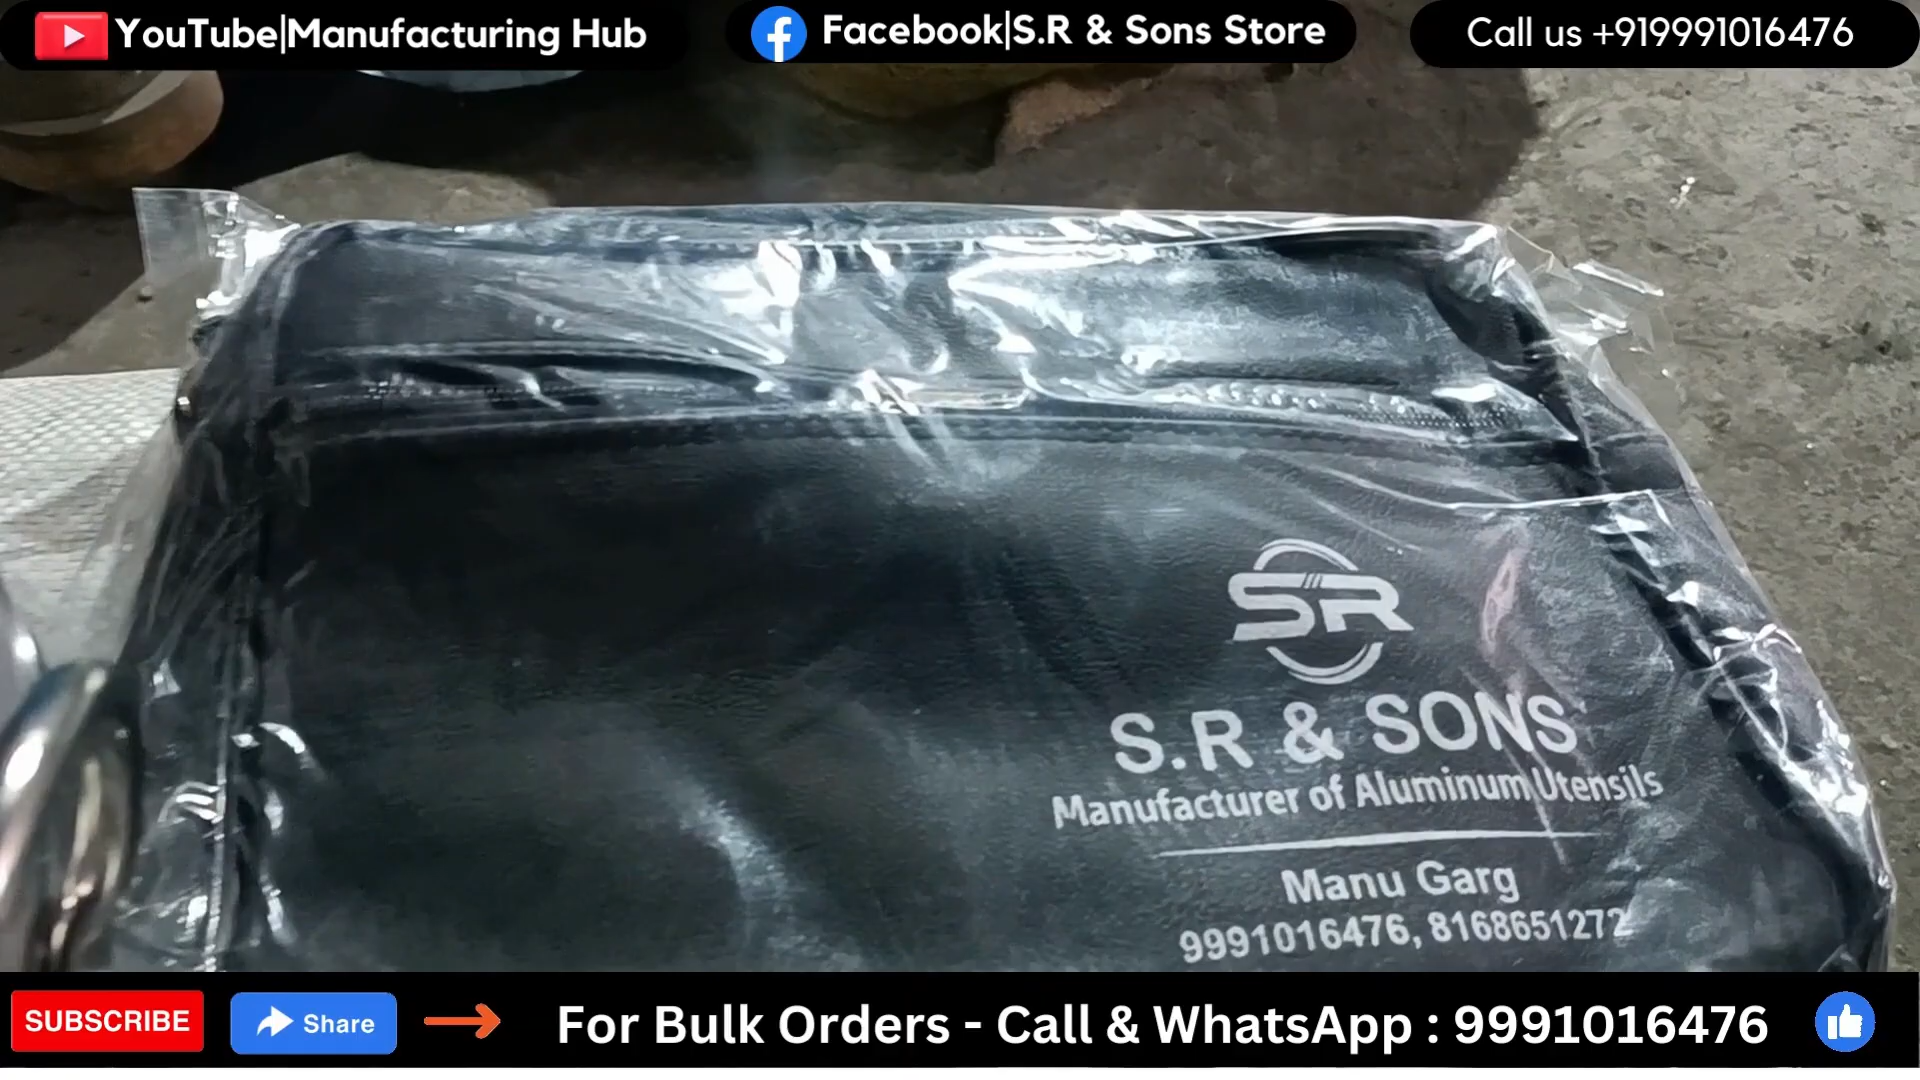 YouTube|Manufacturing Hub
Facebook|S.R & Sons Store
Call us +919991016476
SR
S.R & SONS
Manufacturer of Aluminum Utensils
Manu Garg
9991016476, 8168651272
SUBSCRIBE
Share
For Bulk Orders - Call & WhatsApp : 9991016476